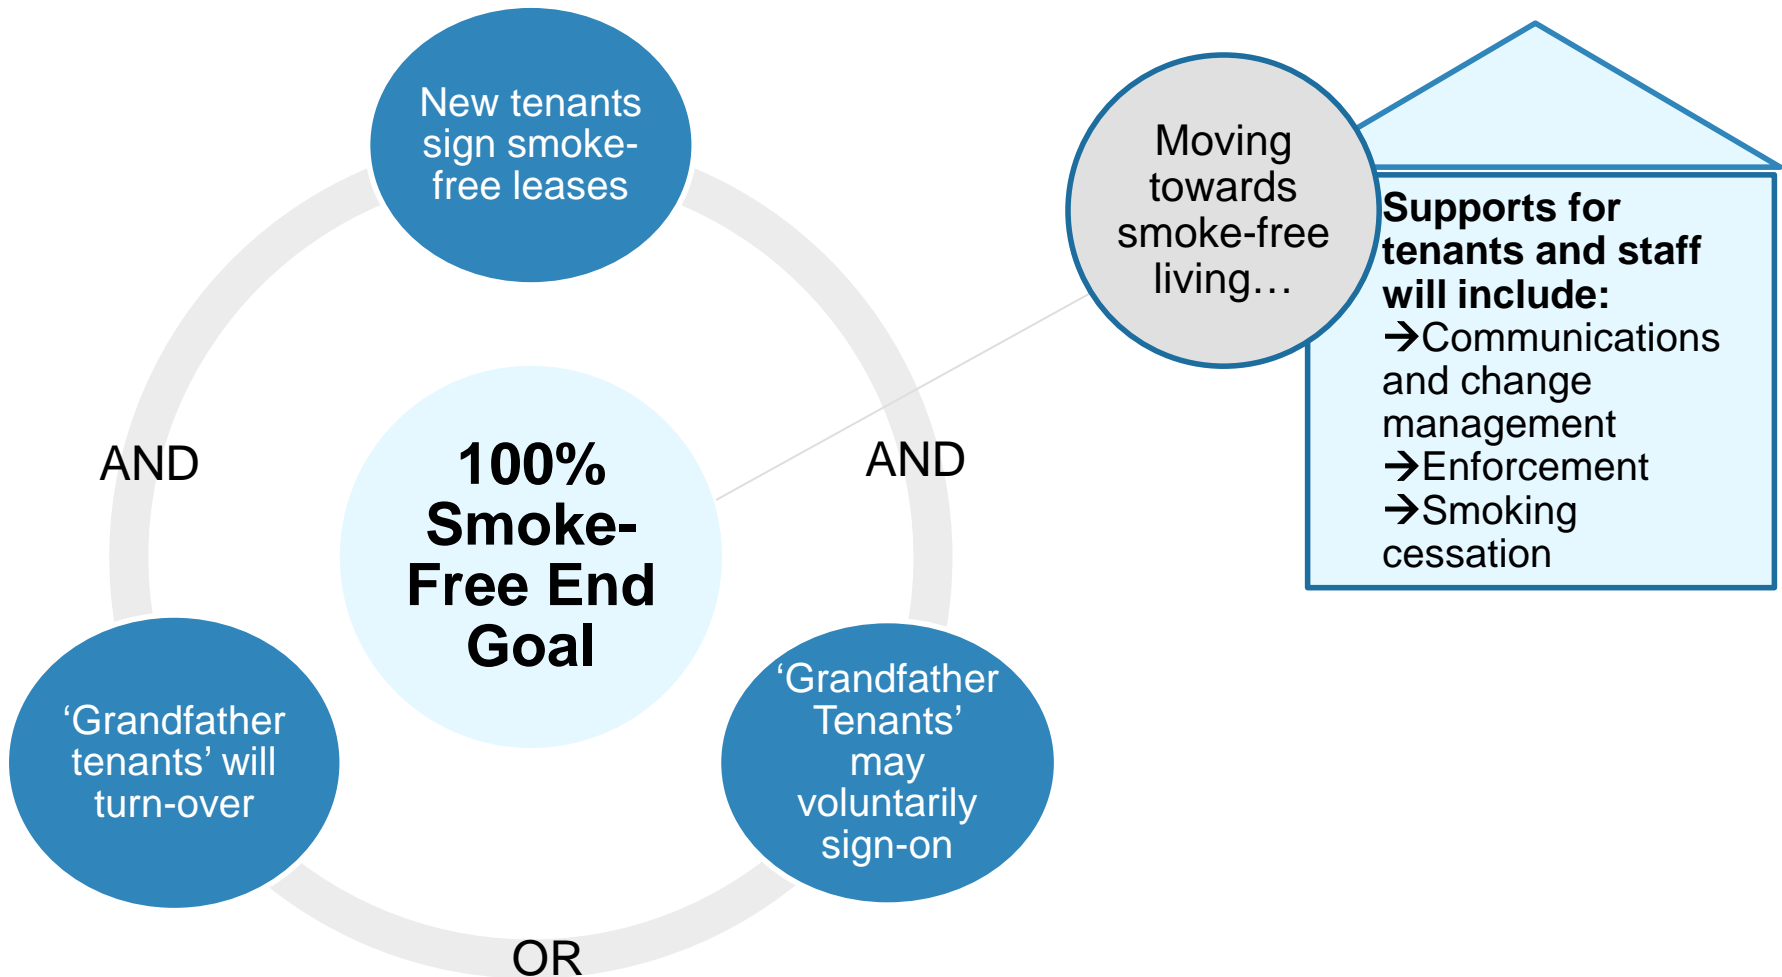 New tenants
sign smoke-
free leases
Moving
towards
smoke-free
living…
Supports for
tenants and staff
will include:
→Communications
and change
management
→Enforcement
→Smoking
cessation
AND
AND
100%
Smoke-
Free End
Goal
‘Grandfather
tenants’ will
turn-over
‘Grandfather
Tenants’
may
voluntarily
sign-on
OR